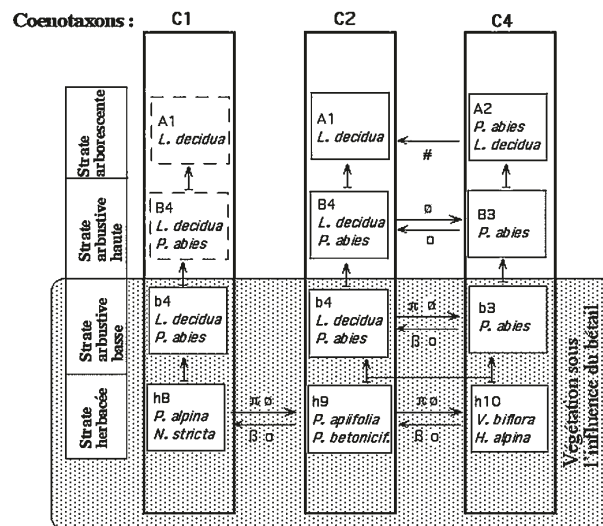 Coenotaxons :
C1
C2
C4
Strate
arborescente
A1
L. decidua
A1
L. decidua
A2
P. abies
L. decidua
#
Strate
arbustive
haute
B4
L. decidua
P. abies
B4
L. decidua
P. abies
ø
¤
B3
P. abies
Strate
arbustive
basse
b4
L. decidua
P. abies
b4
L. decidua
P. abies
π ø
β ¤
b3
P. abies
Strate
herbacée
h8
P. alpina
N. stricta
π ø
β ¤
h9
P. apiifolia
P. betonicif.
π ø
β ¤
h10
V. biflora
H. alpina
Végétation sous
l'influence du bétail